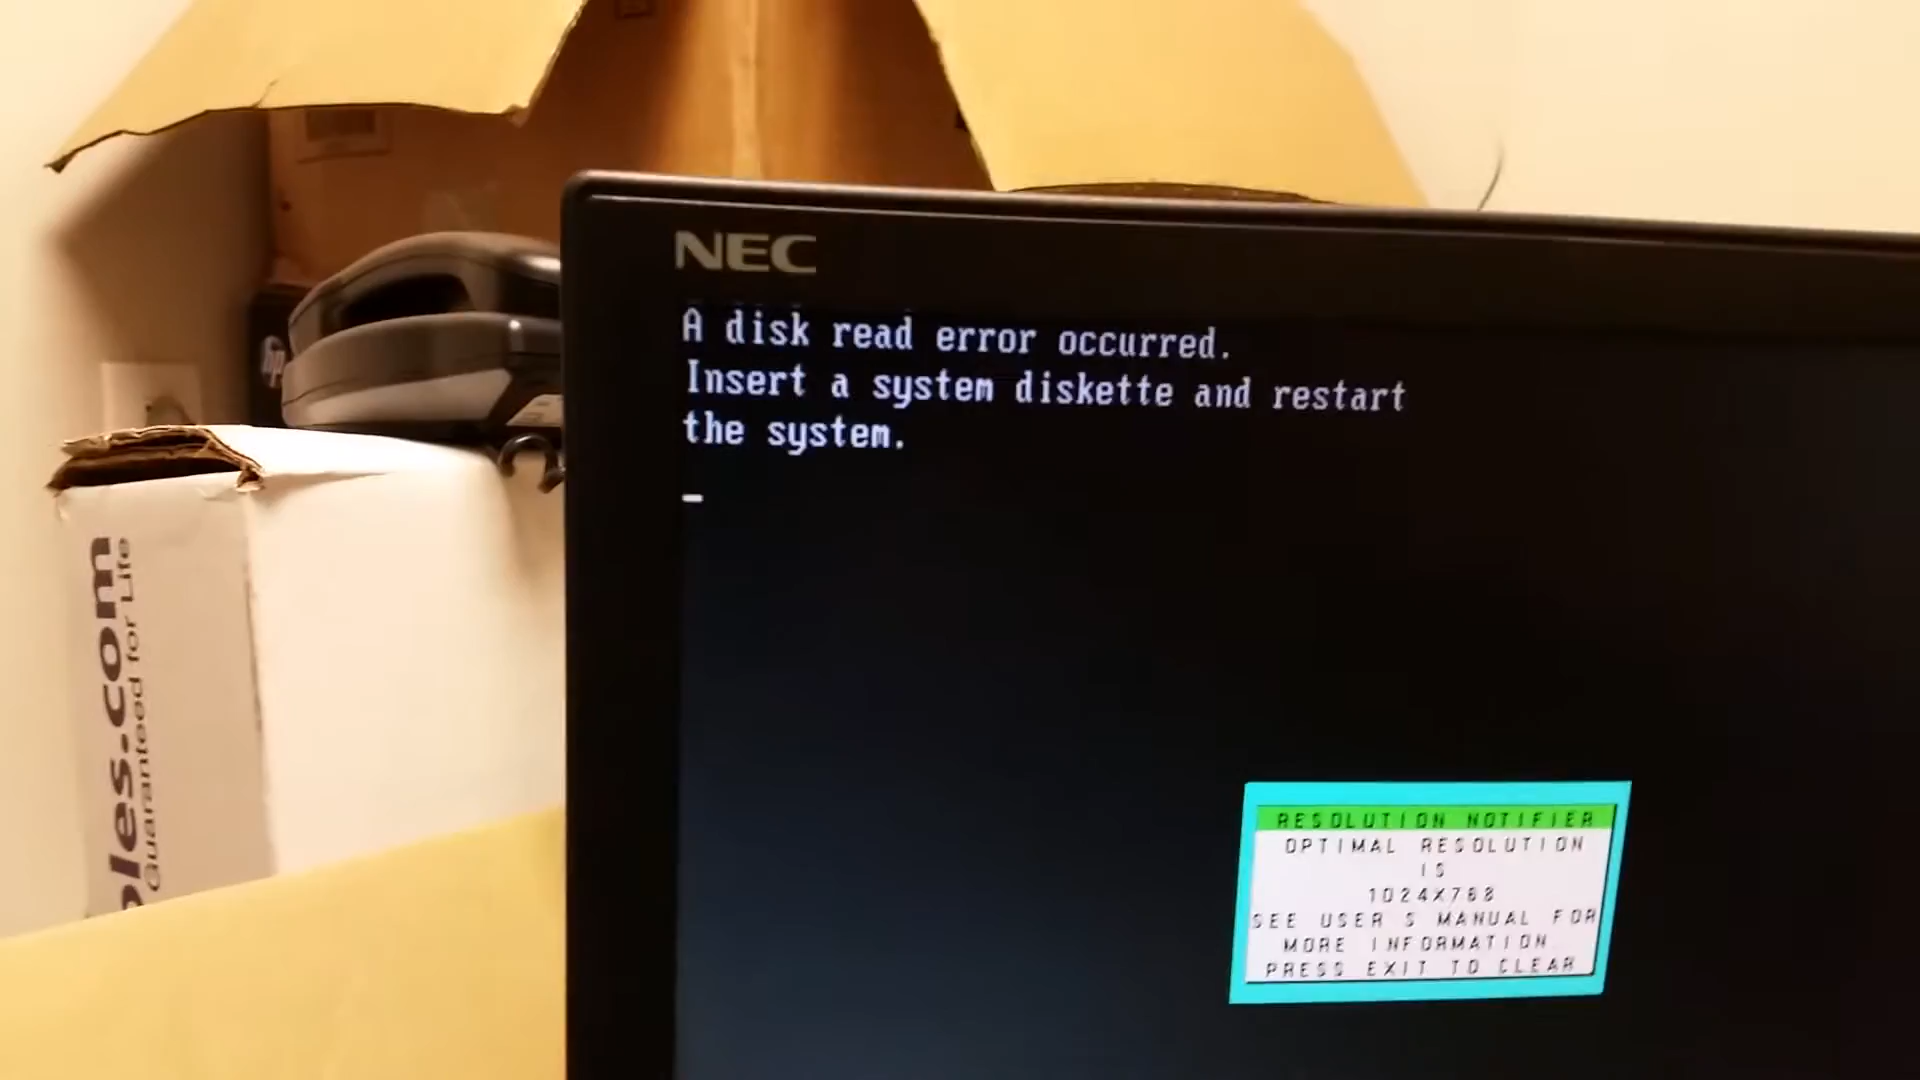 NEC
A disk read error occurred.
Insert a system diskette and restart
the system.
hp
RESOLUTION NOTIFIER
OPTIMAL RESOLUTION
IS
1024X768
SEE USER S MANUAL FOR
MORE INFORMATION
PRESS EXIT TO CLEAR
ples.com
Guaranteed for Life